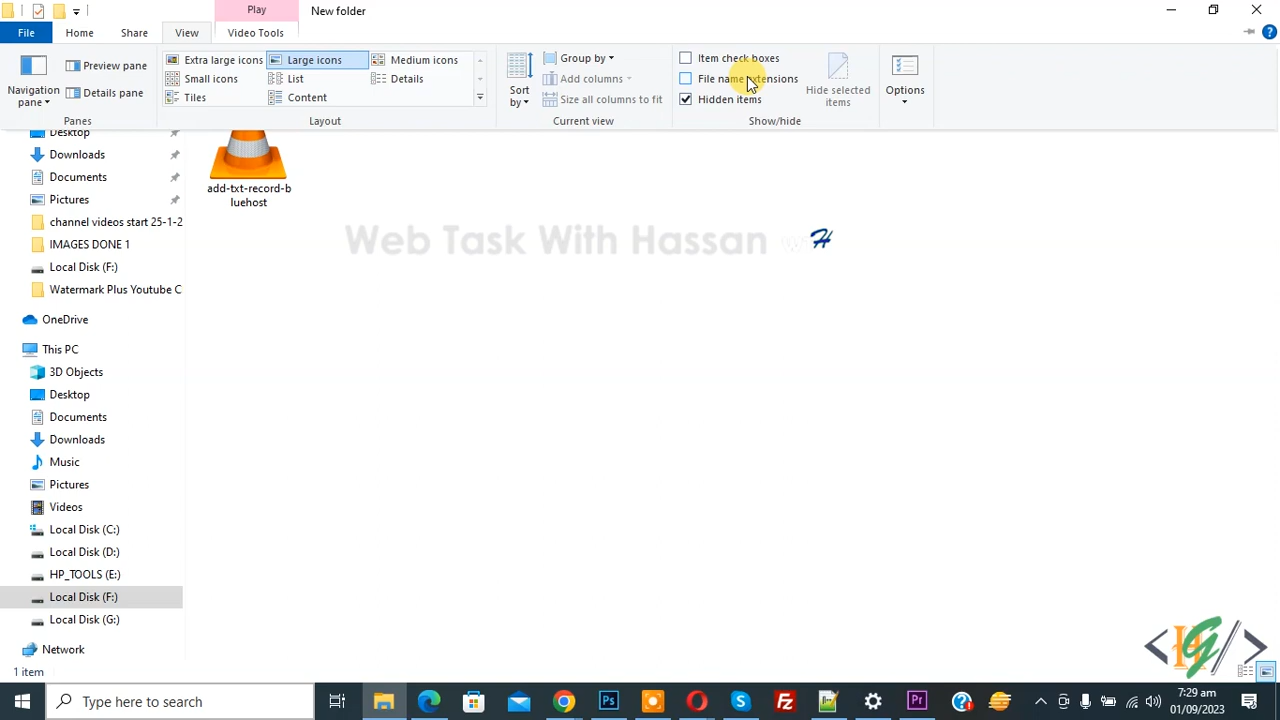 Play
New folder
File
Home
Share
View
Video Tools
Navigation pane
Preview pane
Details pane
Panes
Extra large icons
Large icons
Medium icons
Small icons
List
Details
Tiles
Content
Layout
Sort by
Group by
Add columns
Size all columns to fit
Current view
Item check boxes
File name extensions
Hidden items
Hide selected items
Show/hide
Options
Desktop
Downloads
Documents
Pictures
channel videos start 25-1-2
IMAGES DONE 1
Local Disk (F:)
Watermark Plus Youtube C
OneDrive
This PC
3D Objects
Desktop
Documents
Downloads
Music
Pictures
Videos
Local Disk (C:)
Local Disk (D:)
HP_TOOLS (E:)
Local Disk (F:)
Local Disk (G:)
Network
add-txt-record-b
luehost
Web Task With Hassan
H
HG
1 item
Type here to search
Ps
S
Fz
Pr
7:29 am
01/09/2023